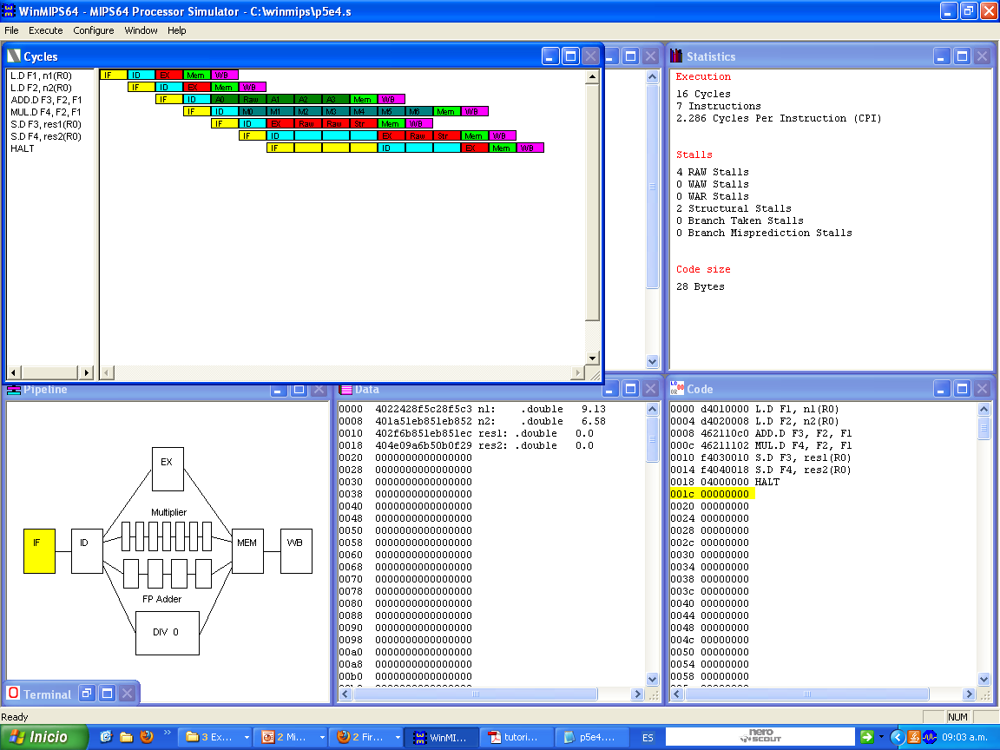 WinMIPS64 - MIPS64 Processor Simulator - C:\winmips\p5e4.s
File Execute Configure Window Help
Cycles
L.D F1, n1(R0) IF ID EX Mem WB
L.D F2, n2(R0) IF ID EX Mem WB
ADD.D F3, F2, F1 IF ID A0 Raw A1 A2 A3 Mem WB
MUL.D F4, F2, F1 IF ID M0 M1 M2 M3 M4 M5 M6 Mem WB
S.D F3, res1(R0) IF ID EX Raw Raw Str Mem WB
S.D F4, res2(R0) IF ID EX Raw Str Mem WB
HALT IF ID EX Mem WB
Statistics
Execution
16 Cycles
7 Instructions
2.286 Cycles Per Instruction (CPI)
Stalls
4 RAW Stalls
0 WAW Stalls
0 WAR Stalls
2 Structural Stalls
0 Branch Taken Stalls
0 Branch Misprediction Stalls
Code size
28 Bytes
Pipeline
EX
Multiplier
IF ID MEM WB
FP Adder
DIV 0
Terminal
Data
0000 4022428f5c28f5c3 n1: .double 9.13
0008 401a51eb851eb852 n2: .double 6.58
0010 402f6b851eb851ec res1: .double 0.0
0018 404e09a6b50b0f29 res2: .double 0.0
0020 0000000000000000
0028 0000000000000000
0030 0000000000000000
0038 0000000000000000
0040 0000000000000000
0048 0000000000000000
0050 0000000000000000
0058 0000000000000000
0060 0000000000000000
0068 0000000000000000
0070 0000000000000000
0078 0000000000000000
0080 0000000000000000
0088 0000000000000000
0090 0000000000000000
0098 0000000000000000
00a0 0000000000000000
00a8 0000000000000000
00b0 0000000000000000
Code
0000 d4010000 L.D F1, n1(R0)
0004 d4020008 L.D F2, n2(R0)
0008 462110c0 ADD.D F3, F2, F1
000c 46211102 MUL.D F4, F2, F1
0010 f4030010 S.D F3, res1(R0)
0014 f4040018 S.D F4, res2(R0)
0018 04000000 HALT
001c 00000000
0020 00000000
0024 00000000
0028 00000000
002c 00000000
0030 00000000
0034 00000000
0038 00000000
003c 00000000
0040 00000000
0044 00000000
0048 00000000
004c 00000000
0050 00000000
0054 00000000
0058 00000000
Ready
NUM
Inicio
3 Ex...
2 Mi...
2 Fir...
WinMI...
tutori...
p5e4....
ES
nero
SCOUT
09:03 a.m.